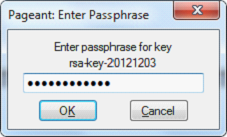 Pageant: Enter Passphrase
Enter passphrase for key
rsa-key-20121203
••••••••••••
OK Cancel